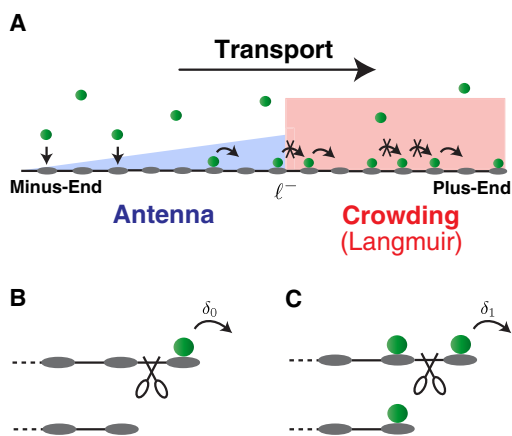 A
Transport
Minus-End
ℓ⁻
Plus-End
Antenna
Crowding
(Langmuir)
B
δ₀
C
δ₁